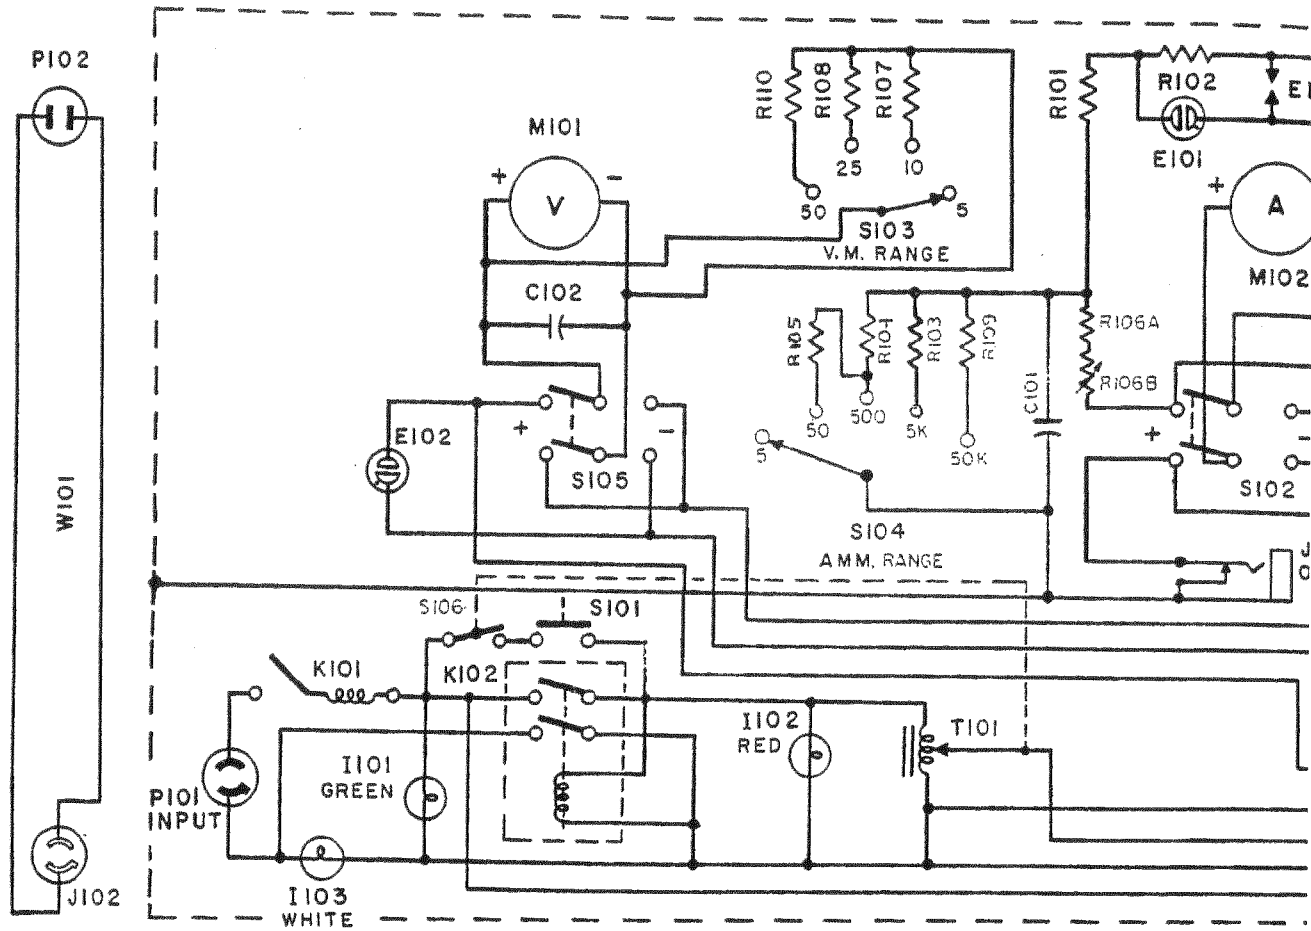 P102
W101
J102
M101
+
−
V
C102
R110
R108
R107
50
25
10
5
S103
V.M. RANGE
R101
R102
E101
+
A
M102
R105
R104
R103
R109
C101
R106A
R106B
50
500
5K
50K
5
S104
AMM. RANGE
E102
+
−
S105
+
−
S102
S106
S101
K101
K102
P101
INPUT
I101
GREEN
I103
WHITE
I102
RED
T101